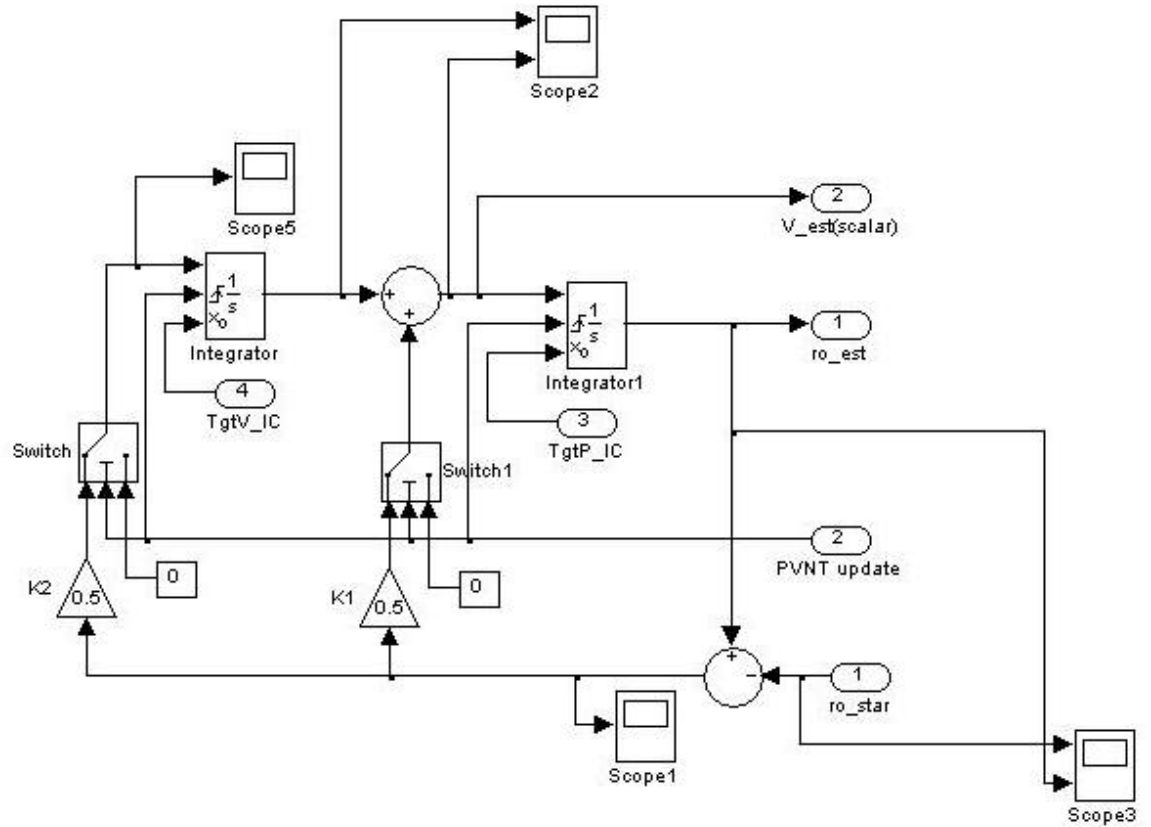 Scope2
Scope5
2
V_est(scalar)
1
s
x₀
Integrator
+
+
1
s
x₀
Integrator1
1
ro_est
4
TgtV_IC
3
TgtP_IC
Switch
Switch1
2
PVNT update
K2
0.5
0
K1
0.5
0
+
-
1
ro_star
Scope1
Scope3